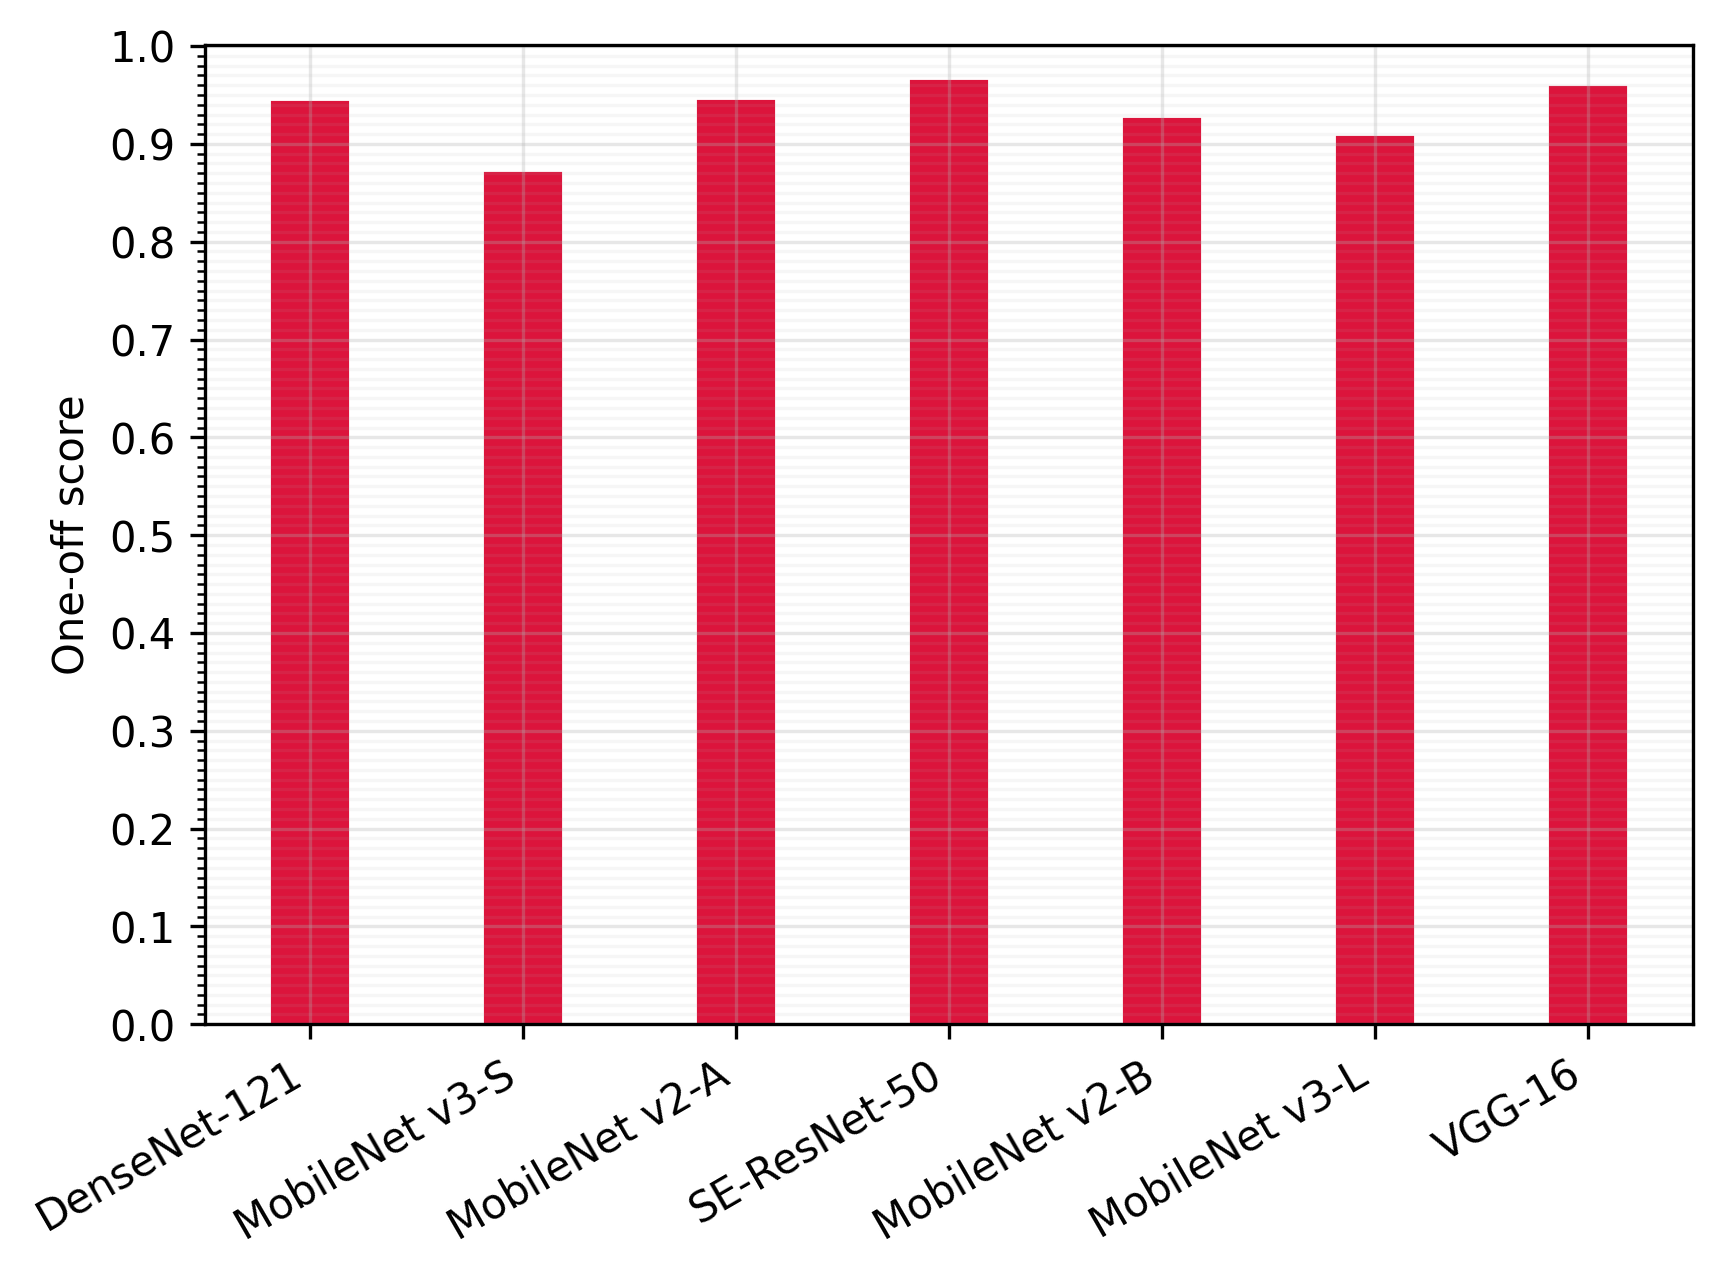 1.0
0.9
0.8
0.7
0.6
0.5
0.4
0.3
0.2
0.1
0.0
One-off score
DenseNet-121
MobileNet v3-S
MobileNet v2-A
SE-ResNet-50
MobileNet v2-B
MobileNet v3-L
VGG-16